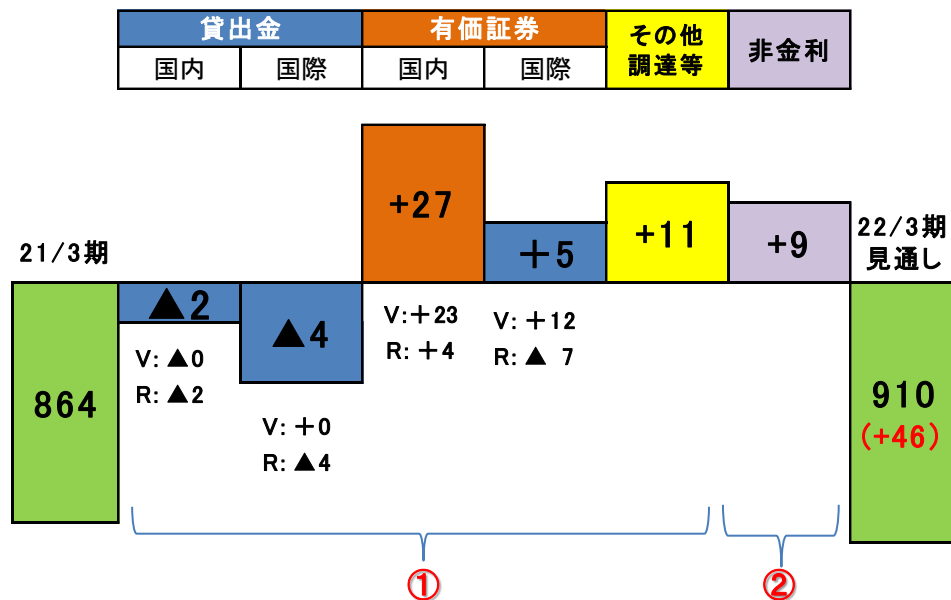 貸出金 有価証券 その他調達等 非金利
国内 国際 国内 国際
+27
+5
+11
+9
21/3期
22/3期
見通し
▲2
▲4
V:+23
R:+4
V:+12
R:▲ 7
V:▲0
R:▲2
864
910
(+46)
V:+0
R:▲4
①
②